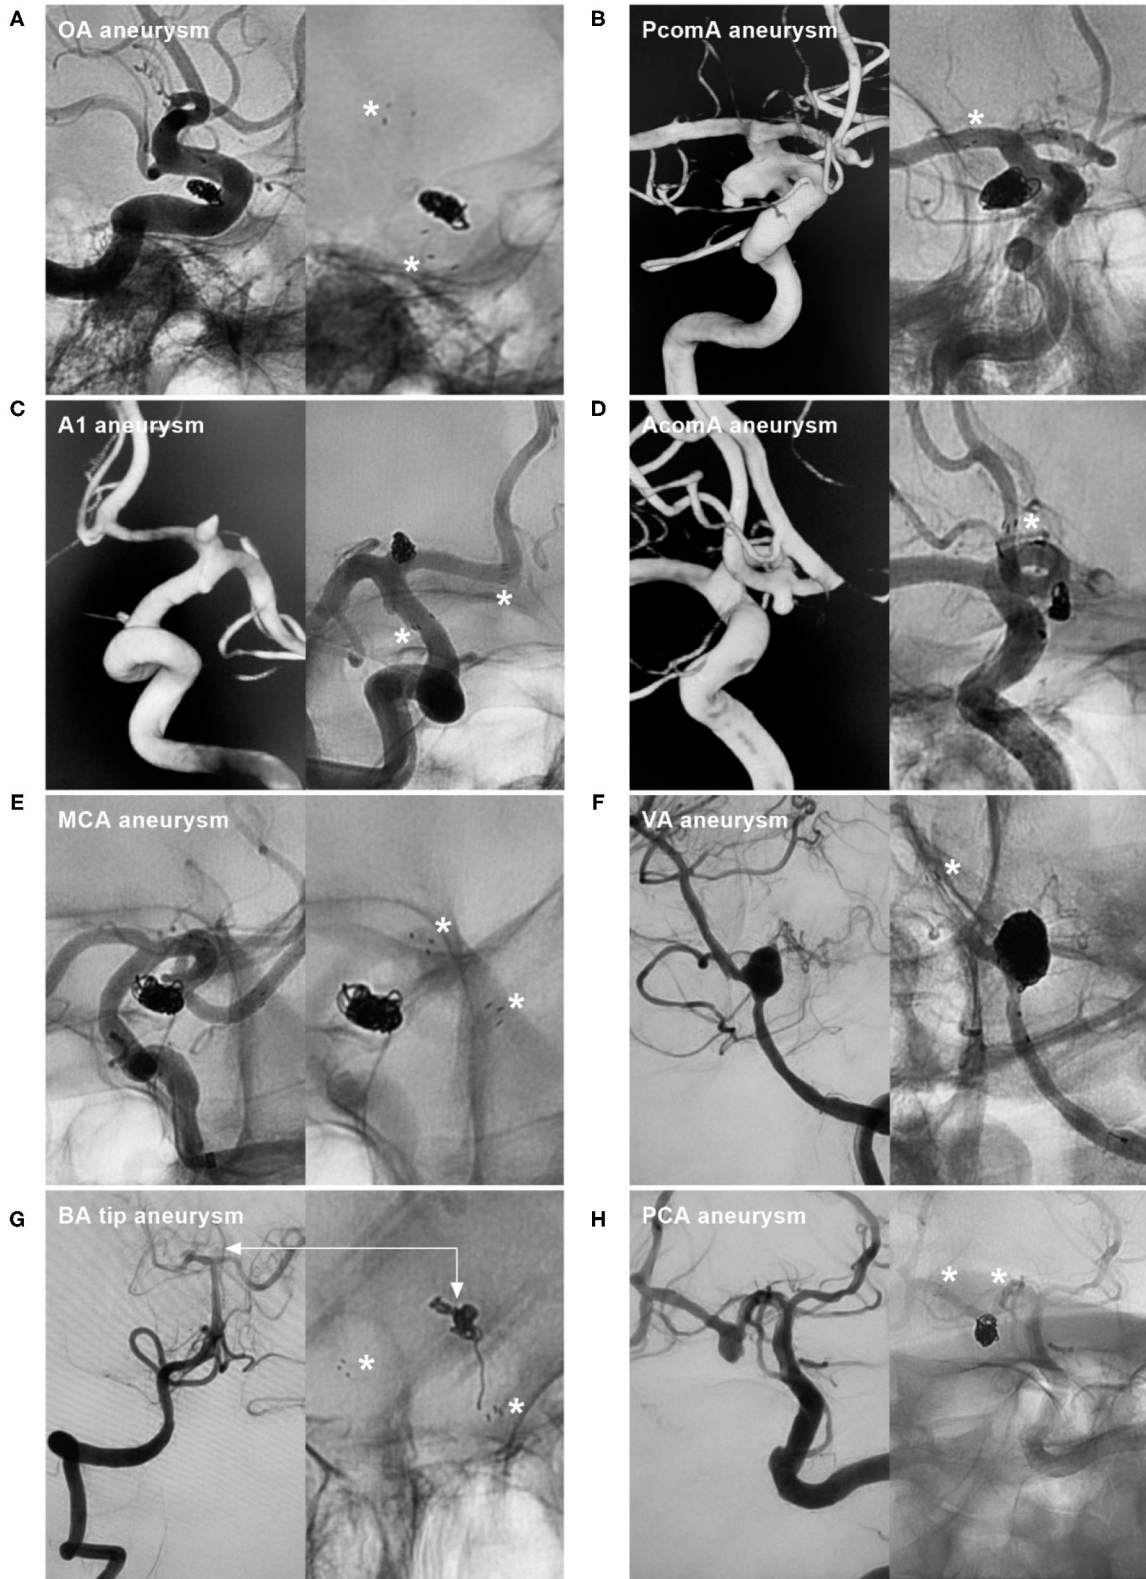 A
OA aneurysm
*
*
B
PcomA aneurysm
*
C
A1 aneurysm
*
*
D
AcomA aneurysm
*
E
MCA aneurysm
*
*
F
VA aneurysm
*
G
BA tip aneurysm
*
*
H
PCA aneurysm
* *